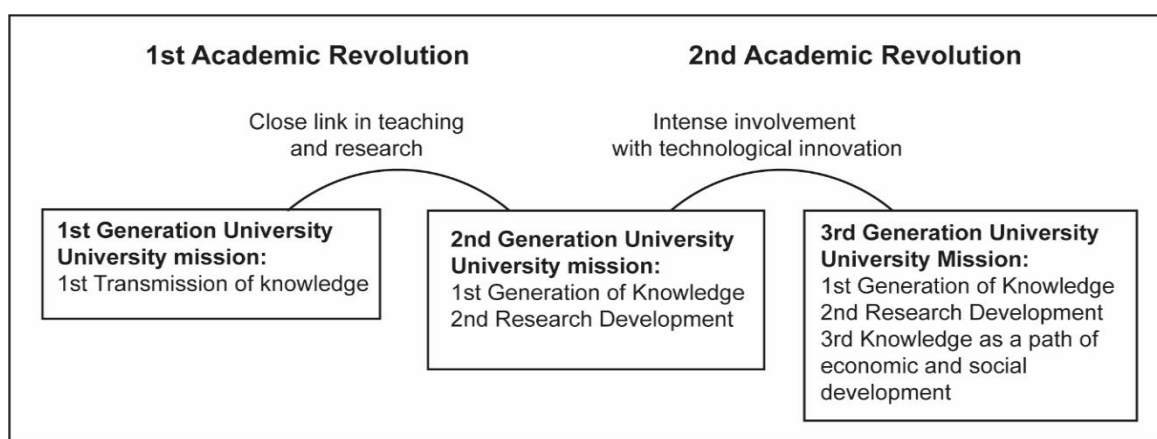 1st Academic Revolution
2nd Academic Revolution
Close link in teaching
and research
Intense involvement
with technological innovation
1st Generation University
University mission:
1st Transmission of knowledge
2nd Generation University
University mission:
1st Generation of Knowledge
2nd Research Development
3rd Generation University
University Mission:
1st Generation of Knowledge
2nd Research Development
3rd Knowledge as a path of
economic and social
development